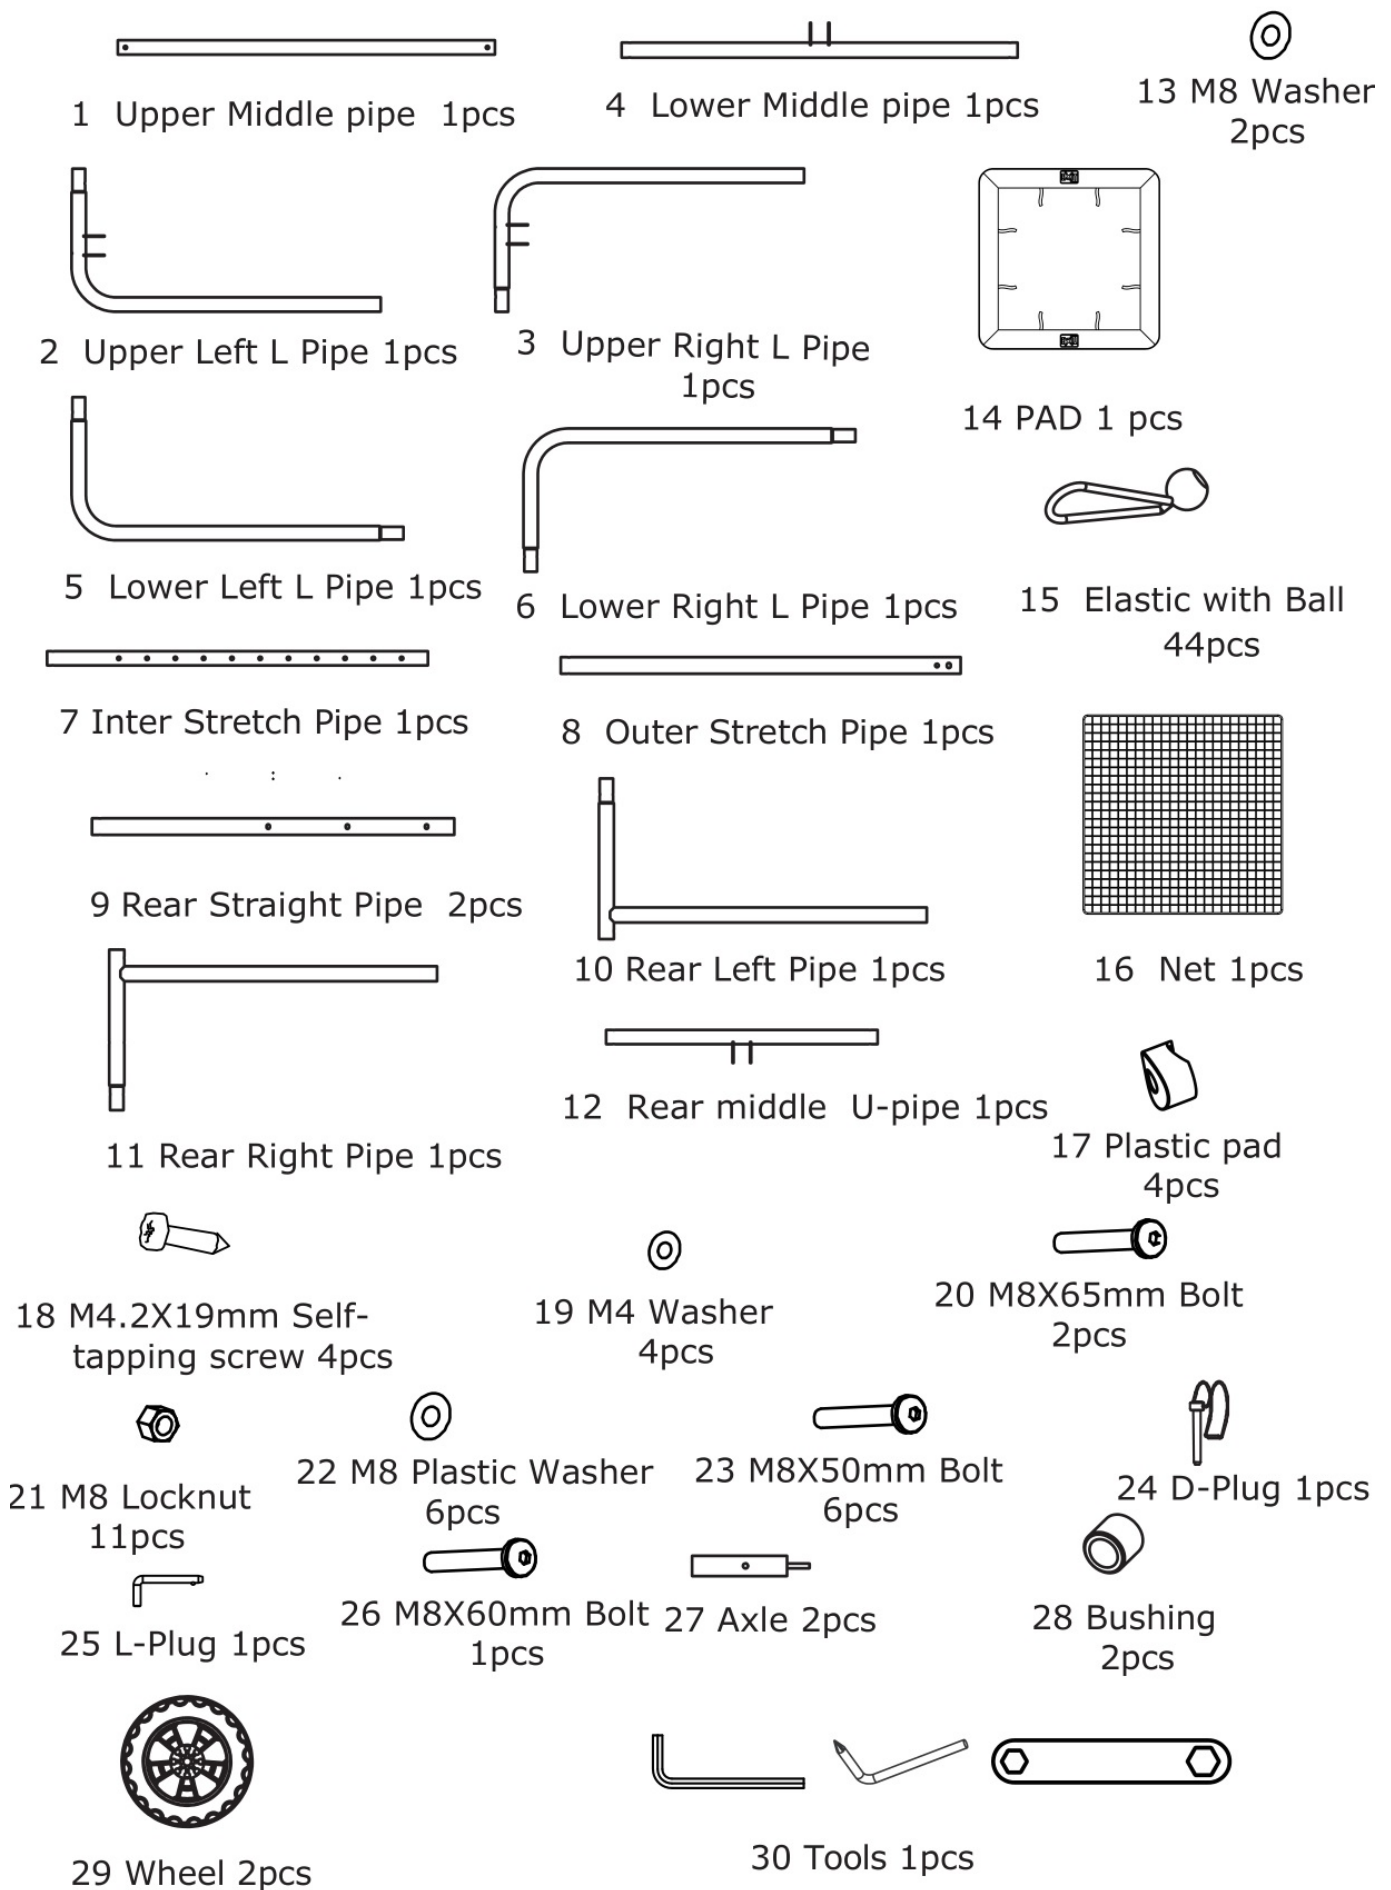 1 Upper Middle pipe 1pcs
4 Lower Middle pipe 1pcs
13 M8 Washer
2pcs
2 Upper Left L Pipe 1pcs
3 Upper Right L Pipe
1pcs
14 PAD 1 pcs
5 Lower Left L Pipe 1pcs
6 Lower Right L Pipe 1pcs
15 Elastic with Ball
44pcs
7 Inter Stretch Pipe 1pcs
8 Outer Stretch Pipe 1pcs
9 Rear Straight Pipe 2pcs
10 Rear Left Pipe 1pcs
16 Net 1pcs
11 Rear Right Pipe 1pcs
12 Rear middle U-pipe 1pcs
17 Plastic pad
4pcs
18 M4.2X19mm Self-
tapping screw 4pcs
19 M4 Washer
4pcs
20 M8X65mm Bolt
2pcs
21 M8 Locknut
11pcs
22 M8 Plastic Washer
6pcs
23 M8X50mm Bolt
6pcs
24 D-Plug 1pcs
25 L-Plug 1pcs
26 M8X60mm Bolt
1pcs
27 Axle 2pcs
28 Bushing
2pcs
29 Wheel 2pcs
30 Tools 1pcs